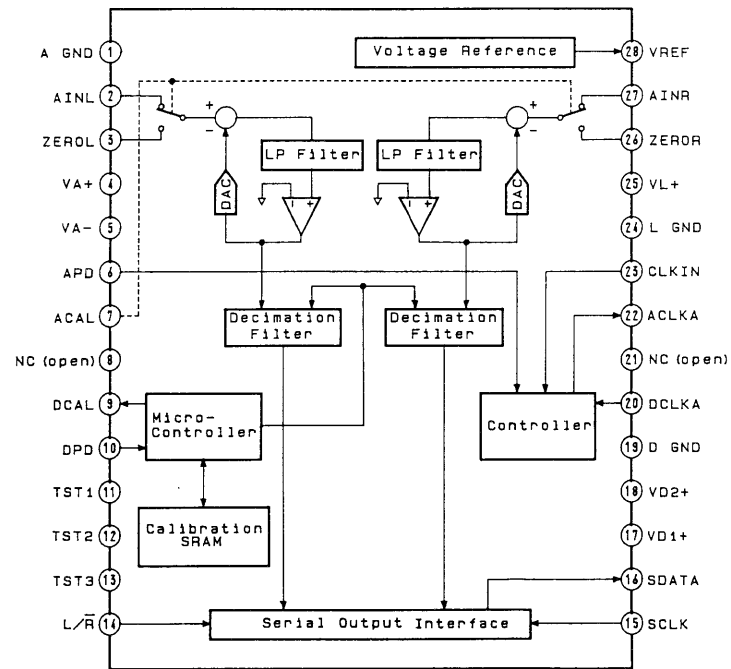 A GND 1
Voltage Reference
28 VREF
AINL 2
+
+
27 AINR
ZEROL 3
−
−
26 ZEROR
LP Filter
LP Filter
VA+ 4
DAC
− +
− +
DAC
25 VL+
VA- 5
24 L GND
APD 6
23 CLKIN
ACAL 7
Decimation
Filter
Decimation
Filter
22 ACLKA
NC (open) 8
21 NC (open)
DCAL 9
Micro-
Controller
Controller
20 DCLKA
DPD 10
19 D GND
TST1 11
18 VD2+
TST2 12
Calibration
SRAM
17 VD1+
TST3 13
16 SDATA
L/R̅ 14
Serial Output Interface
15 SCLK